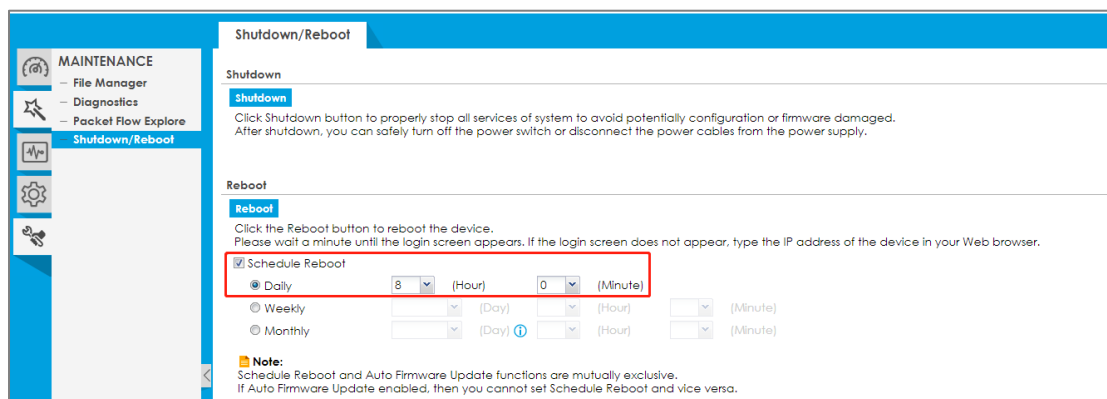 Shutdown/Reboot
MAINTENANCE
– File Manager
– Diagnostics
– Packet Flow Explore
– Shutdown/Reboot
Shutdown
Shutdown
Click Shutdown button to properly stop all services of system to avoid potentially configuration or firmware damaged.
After shutdown, you can safely turn off the power switch or disconnect the power cables from the power supply.
Reboot
Reboot
Click the Reboot button to reboot the device.
Please wait a minute until the login screen appears. If the login screen does not appear, type the IP address of the device in your Web browser.
Schedule Reboot
Daily 8 (Hour) 0 (Minute)
Weekly (Day) (Hour) (Minute)
Monthly (Day) (Hour) (Minute)
Note:
Schedule Reboot and Auto Firmware Update functions are mutually exclusive.
If Auto Firmware Update enabled, then you cannot set Schedule Reboot and vice versa.